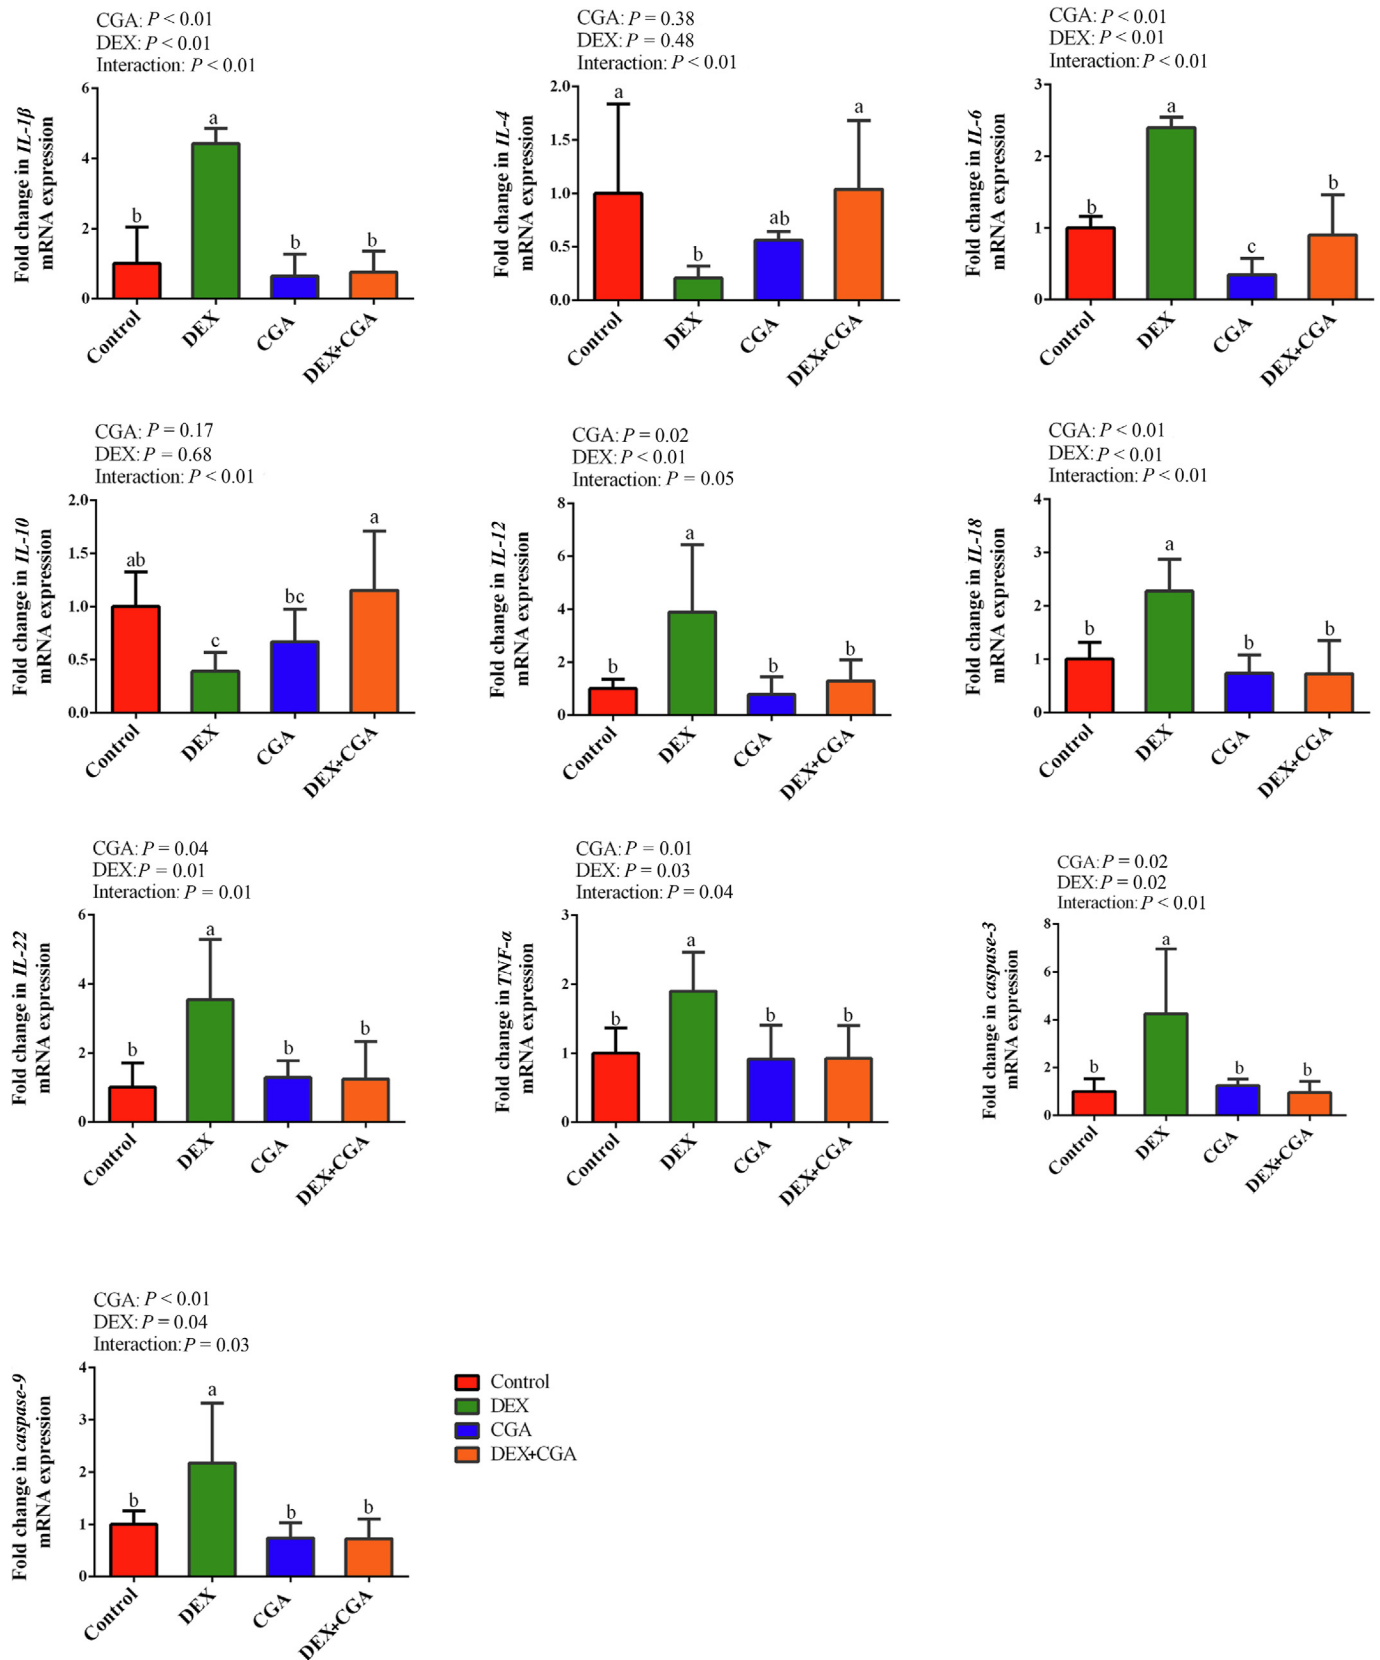 CGA: P < 0.01
DEX: P < 0.01
Interaction: P < 0.01
Fold change in IL-1β
mRNA expression
6
4
2
0
b
a
b
b
Control
DEX
CGA
DEX+CGA
CGA: P = 0.38
DEX: P = 0.48
Interaction: P < 0.01
Fold change in IL-4
mRNA expression
2.0
1.5
1.0
0.5
0.0
a
b
ab
a
Control
DEX
CGA
DEX+CGA
CGA: P < 0.01
DEX: P < 0.01
Interaction: P < 0.01
Fold change in IL-6
mRNA expression
3
2
1
0
b
a
c
b
Control
DEX
CGA
DEX+CGA
CGA: P = 0.17
DEX: P = 0.68
Interaction: P < 0.01
Fold change in IL-10
mRNA expression
2.0
1.5
1.0
0.5
0.0
ab
c
bc
a
Control
DEX
CGA
DEX+CGA
CGA: P = 0.02
DEX: P < 0.01
Interaction: P = 0.05
Fold change in IL-12
mRNA expression
8
6
4
2
0
b
a
b
b
Control
DEX
CGA
DEX+CGA
CGA: P < 0.01
DEX: P < 0.01
Interaction: P < 0.01
Fold change in IL-18
mRNA expression
4
3
2
1
0
b
a
b
b
Control
DEX
CGA
DEX+CGA
CGA: P = 0.04
DEX: P = 0.01
Interaction: P = 0.01
Fold change in IL-22
mRNA expression
6
4
2
0
b
a
b
b
Control
DEX
CGA
DEX+CGA
CGA: P = 0.01
DEX: P = 0.03
Interaction: P = 0.04
Fold change in TNF-α
mRNA expression
3
2
1
0
b
a
b
b
Control
DEX
CGA
DEX+CGA
CGA: P = 0.02
DEX: P = 0.02
Interaction: P < 0.01
Fold change in caspase-3
mRNA expression
8
6
4
2
0
b
a
b
b
Control
DEX
CGA
DEX+CGA
CGA: P < 0.01
DEX: P = 0.04
Interaction: P = 0.03
Fold change in caspase-9
mRNA expression
4
3
2
1
0
b
a
b
b
Control
DEX
CGA
DEX+CGA
Control
DEX
CGA
DEX+CGA